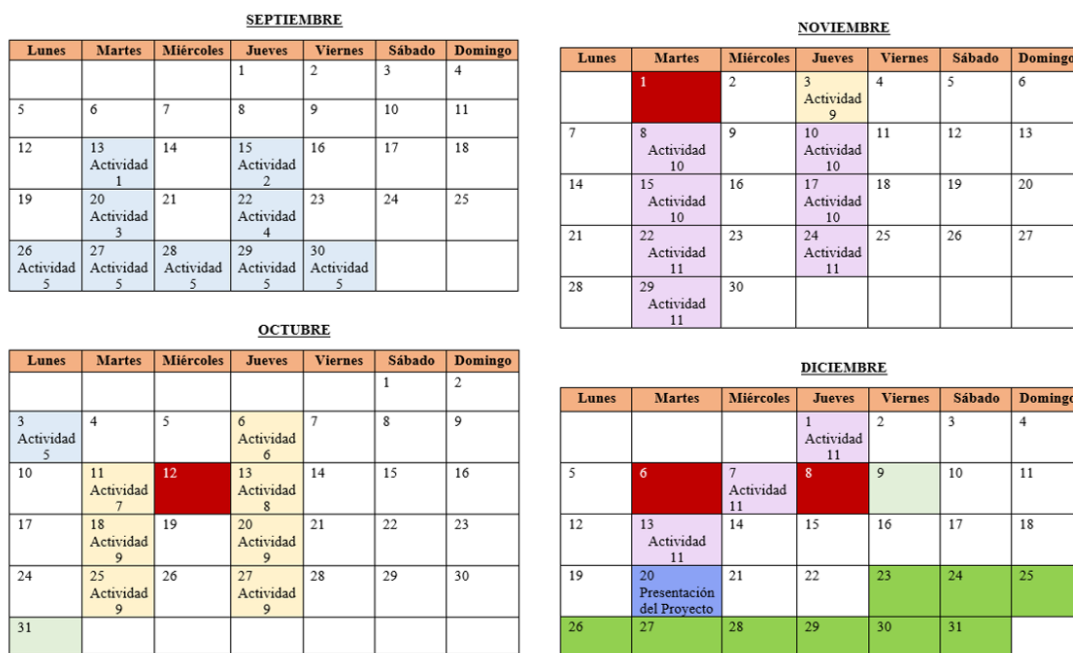 SEPTIEMBRE
Lunes Martes Miércoles Jueves Viernes Sábado Domingo
1 2 3 4
5 6 7 8 9 10 11
12 13 14 15 16 17 18
Actividad Actividad
1 2
19 20 21 22 23 24 25
Actividad Actividad
3 4
26 27 28 29 30
Actividad Actividad Actividad Actividad Actividad
5 5 5 5 5
OCTUBRE
Lunes Martes Miércoles Jueves Viernes Sábado Domingo
1 2
3 4 5 6 7 8 9
Actividad Actividad
5 6
10 11 12 13 14 15 16
Actividad Actividad
7 8
17 18 19 20 21 22 23
Actividad Actividad
9 9
24 25 26 27 28 29 30
Actividad Actividad
9 9
31
NOVIEMBRE
Lunes Martes Miércoles Jueves Viernes Sábado Domingo
1 2 3 4 5 6
Actividad
9
7 8 9 10 11 12 13
Actividad Actividad
10 10
14 15 16 17 18 19 20
Actividad Actividad
10 10
21 22 23 24 25 26 27
Actividad Actividad
11 11
28 29 30
Actividad
11
DICIEMBRE
Lunes Martes Miércoles Jueves Viernes Sábado Domingo
1 2 3 4
Actividad
11
5 6 7 8 9 10 11
Actividad
11
12 13 14 15 16 17 18
Actividad
11
19 20 21 22 23 24 25
Presentación
del Proyecto
26 27 28 29 30 31